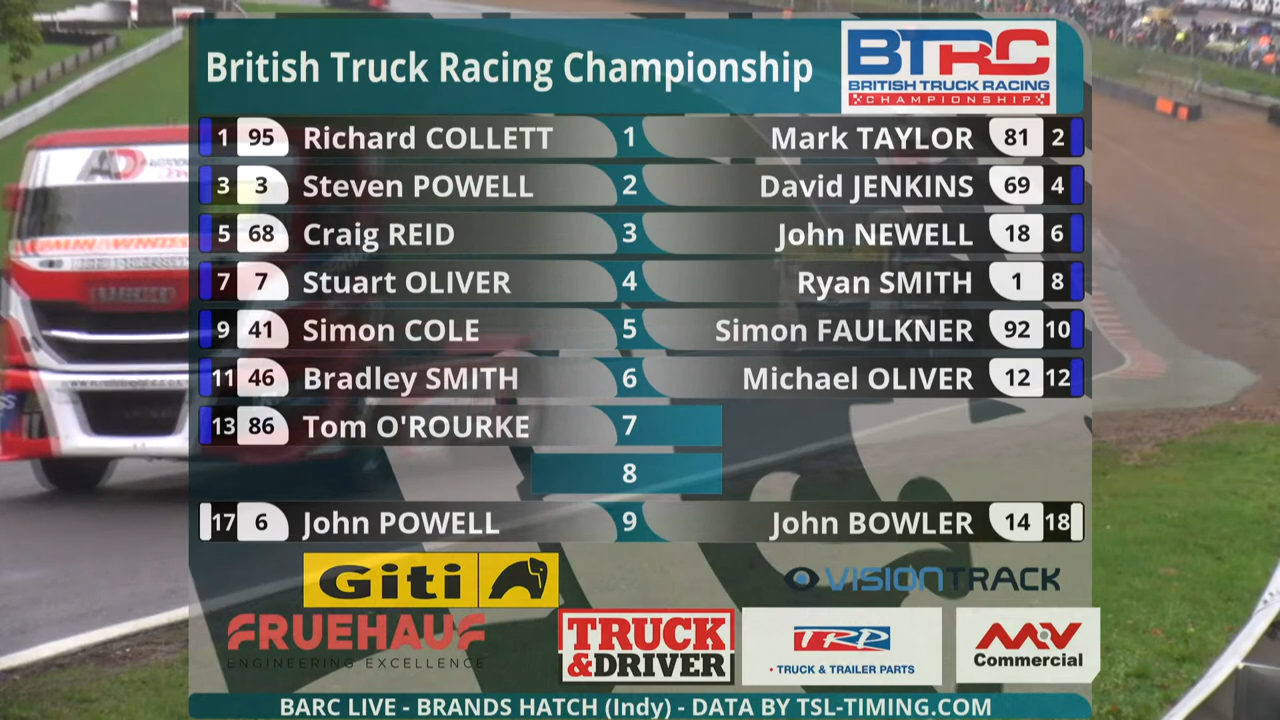 British Truck Racing Championship
BTRC
BRITISH TRUCK RACING
CHAMPIONSHIP
1 95 Richard COLLETT 1 Mark TAYLOR 81 2
3 3 Steven POWELL 2 David JENKINS 69 4
5 68 Craig REID 3 John NEWELL 18 6
7 7 Stuart OLIVER 4 Ryan SMITH 1 8
9 41 Simon COLE 5 Simon FAULKNER 92 10
11 46 Bradley SMITH 6 Michael OLIVER 12 12
13 86 Tom O'ROURKE 7
8
17 6 John POWELL 9 John BOWLER 14 18
Giti
VISIONTRACK
FRUEHAUF
ENGINEERING EXCELLENCE
TRUCK
&DRIVER
TRP
• TRUCK & TRAILER PARTS
MV
Commercial
BARC LIVE - BRANDS HATCH (Indy) - DATA BY TSL-TIMING.COM